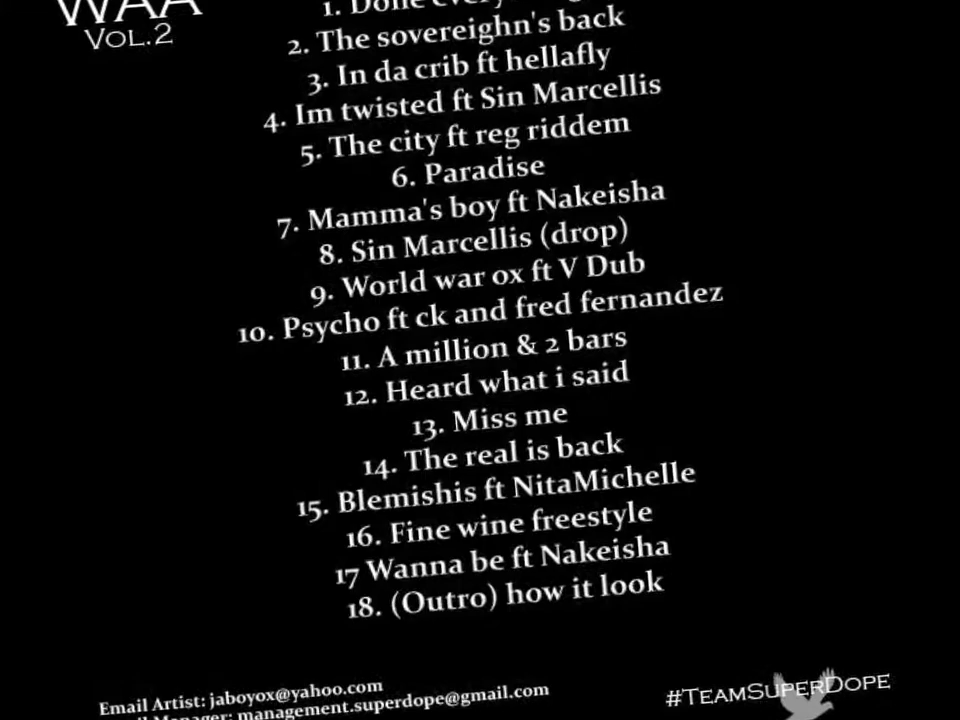 WAA
VOL.2
1. Done
2. The sovereighn's back
3. In da crib ft hellafly
4. Im twisted ft Sin Marcellis
5. The city ft reg riddem
6. Paradise
7. Mamma's boy ft Nakeisha
8. Sin Marcellis (drop)
9. World war ox ft V Dub
10. Psycho ft ck and fred fernandez
11. A million & 2 bars
12. Heard what i said
13. Miss me
14. The real is back
15. Blemishis ft NitaMichelle
16. Fine wine freestyle
17 Wanna be ft Nakeisha
18. (Outro) how it look
Email Artist: jaboyox@yahoo.com
Manager: management.superdope@gmail.com
#TEAMSUPERDOPE